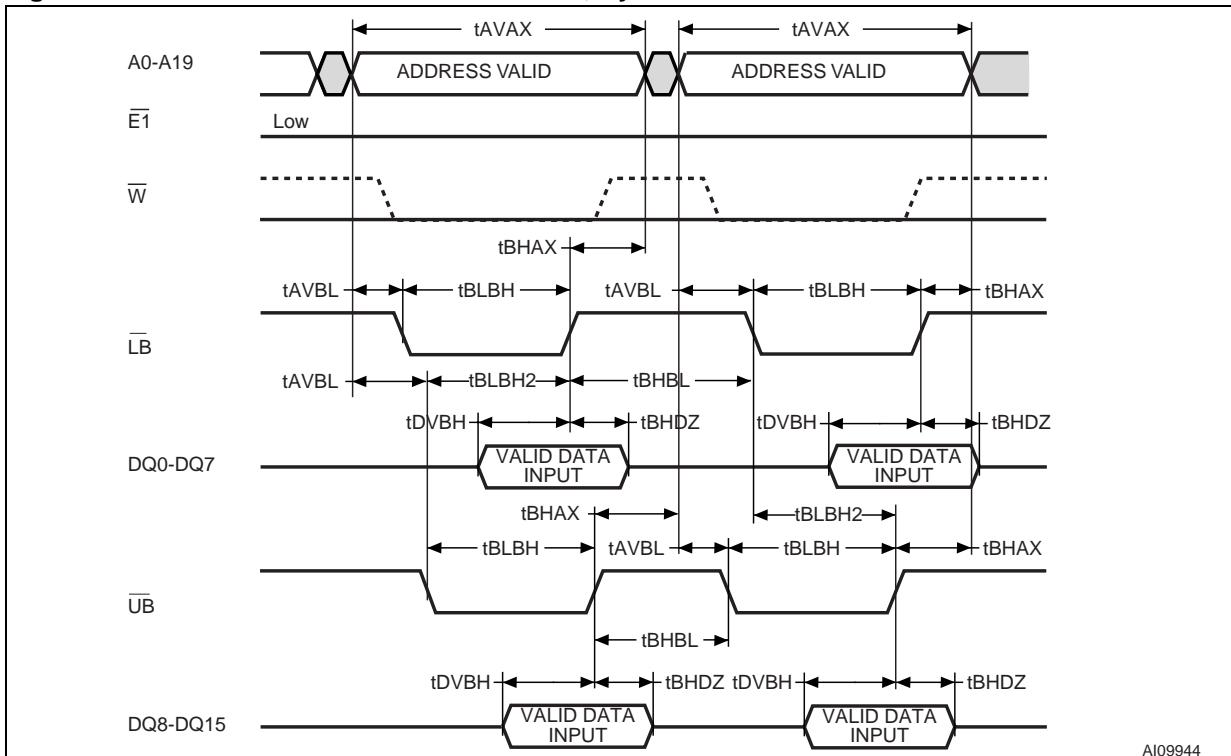 tAVAX tAVAX
A0-A19 ADDRESS VALID ADDRESS VALID
E1 Low
W
tBHAX
tAVBL tBLBH tAVBL tBLBH tBHAX
LB
tAVBL tBLBH2 tBHBL
tDVBH tBHDZ tDVBH tBHDZ
DQ0-DQ7 VALID DATA INPUT VALID DATA INPUT
tBHAX tBLBH2
tBLBH tAVBL tBLBH tBHAX
UB
tBHBL
tDVBH tBHDZ tDVBH tBHDZ
DQ8-DQ15 VALID DATA INPUT VALID DATA INPUT
AI09944